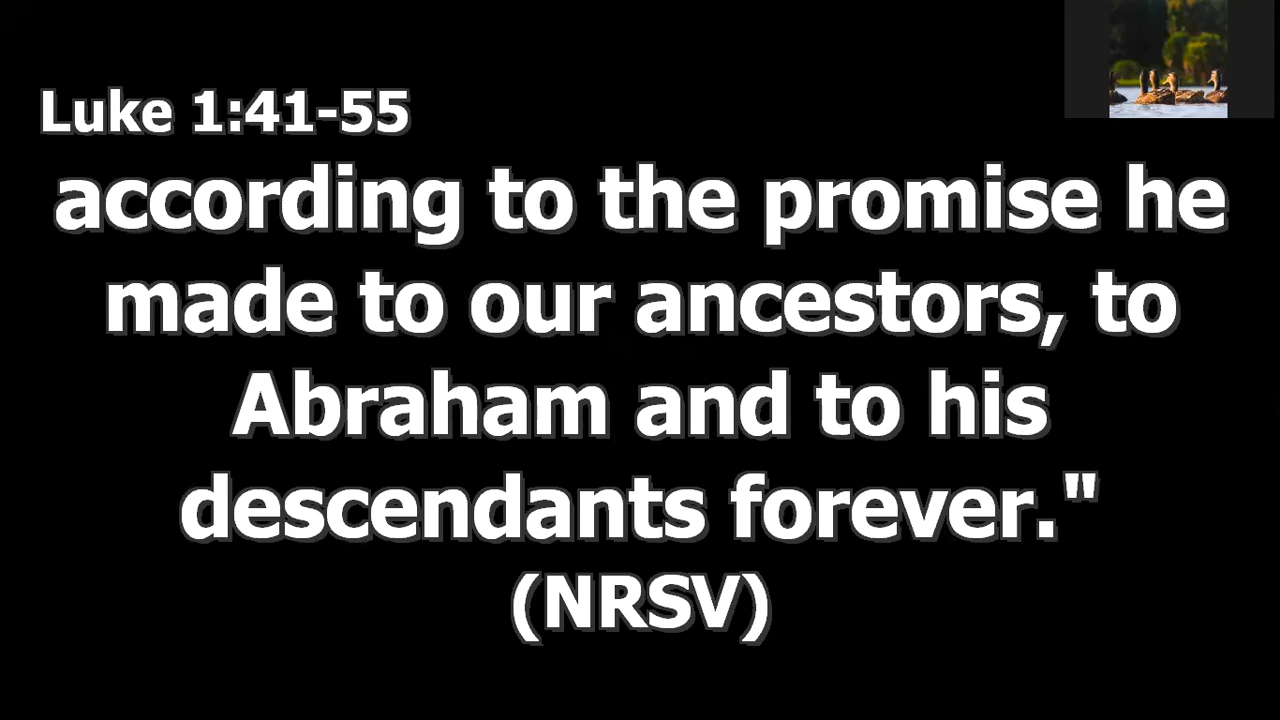 Luke 1:41-55
according to the promise he
made to our ancestors, to
Abraham and to his
descendants forever."
(NRSV)